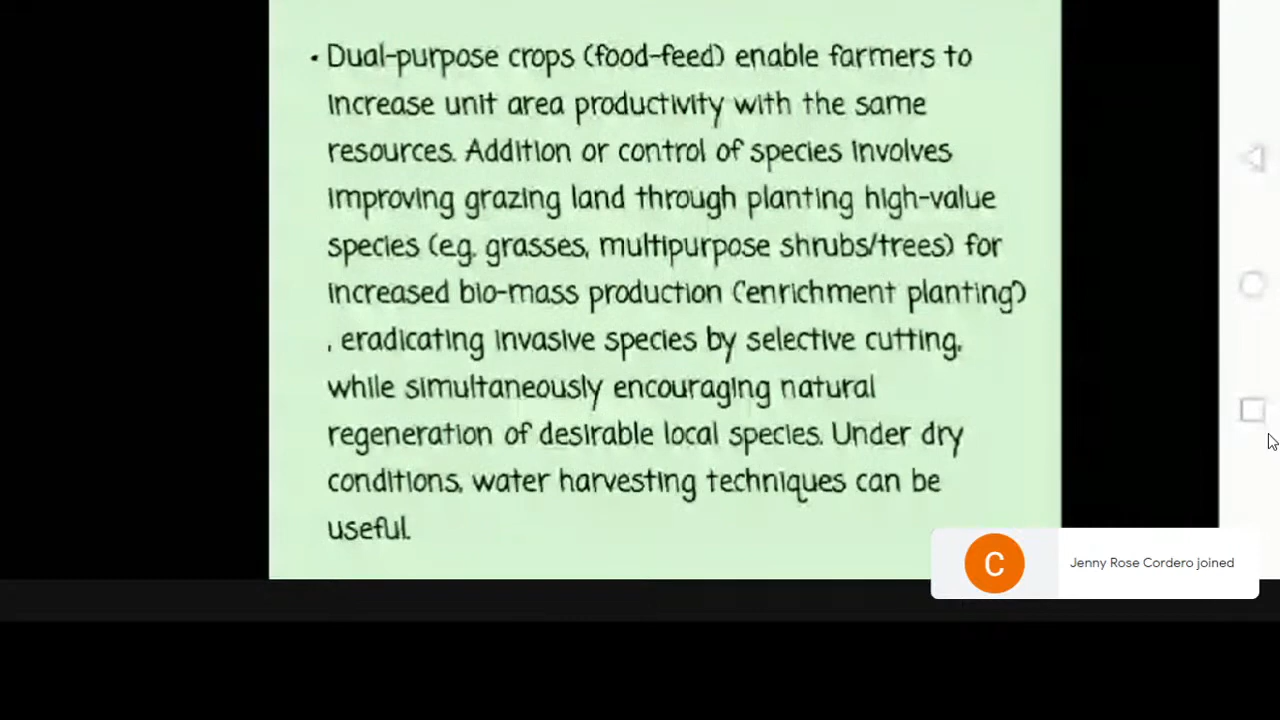 • Dual-purpose crops (food-feed) enable farmers to
increase unit area productivity with the same
resources. Addition or control of species involves
improving grazing land through planting high-value
species (eg. grasses, multipurpose shrubs/trees) for
increased bio-mass production ('enrichment planting')
, eradicating invasive species by selective cutting,
while simultaneously encouraging natural
regeneration of desirable local species. Under dry
conditions, water harvesting techniques can be
useful.
C
Jenny Rose Cordero joined